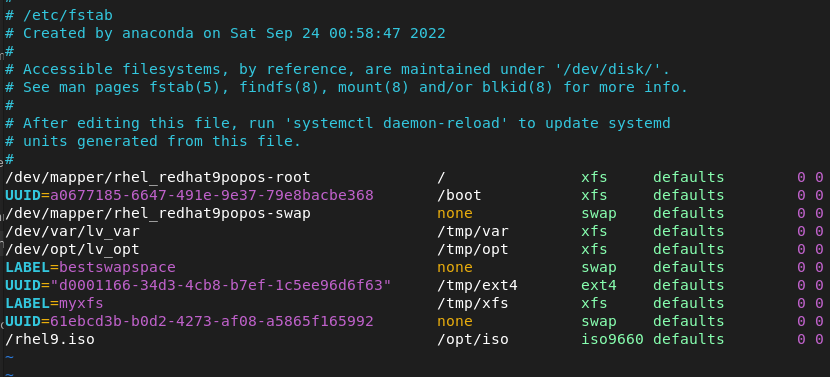 #
# /etc/fstab
# Created by anaconda on Sat Sep 24 00:58:47 2022
#
# Accessible filesystems, by reference, are maintained under '/dev/disk/'.
# See man pages fstab(5), findfs(8), mount(8) and/or blkid(8) for more info.
#
# After editing this file, run 'systemctl daemon-reload' to update systemd
# units generated from this file.
#
/dev/mapper/rhel_redhat9popos-root / xfs defaults 0 0
UUID=a0677185-6647-491e-9e37-79e8bacbe368 /boot xfs defaults 0 0
/dev/mapper/rhel_redhat9popos-swap none swap defaults 0 0
/dev/var/lv_var /tmp/var xfs defaults 0 0
/dev/opt/lv_opt /tmp/opt xfs defaults 0 0
LABEL=bestswapspace none swap defaults 0 0
UUID="d0001166-34d3-4cb8-b7ef-1c5ee96d6f63" /tmp/ext4 ext4 defaults 0 0
LABEL=myxfs /tmp/xfs xfs defaults 0 0
UUID=61ebcd3b-b0d2-4273-af08-a5865f165992 none swap defaults 0 0
/rhel9.iso /opt/iso iso9660 defaults 0 0
~
~